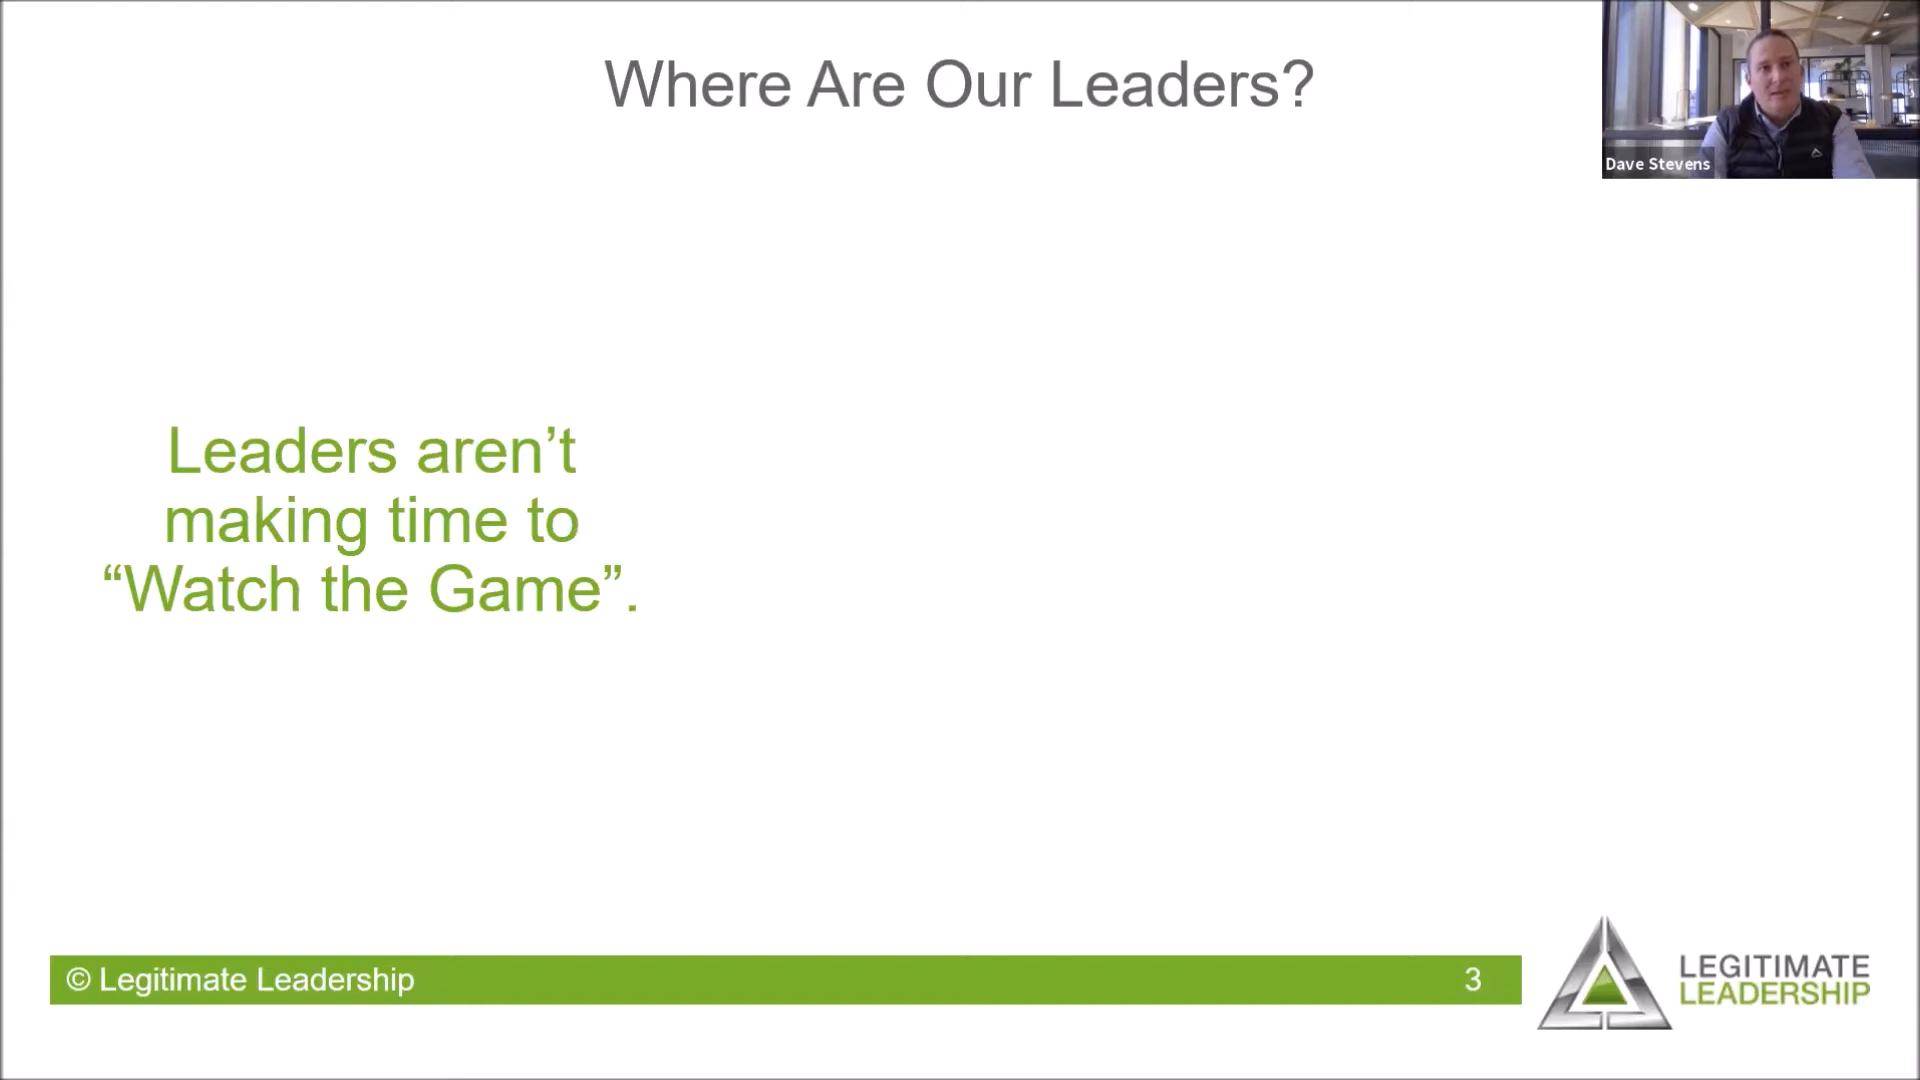 Where Are Our Leaders?
Dave Stevens
Leaders aren’t
making time to
“Watch the Game”.
© Legitimate Leadership
3
LEGITIMATE
LEADERSHIP